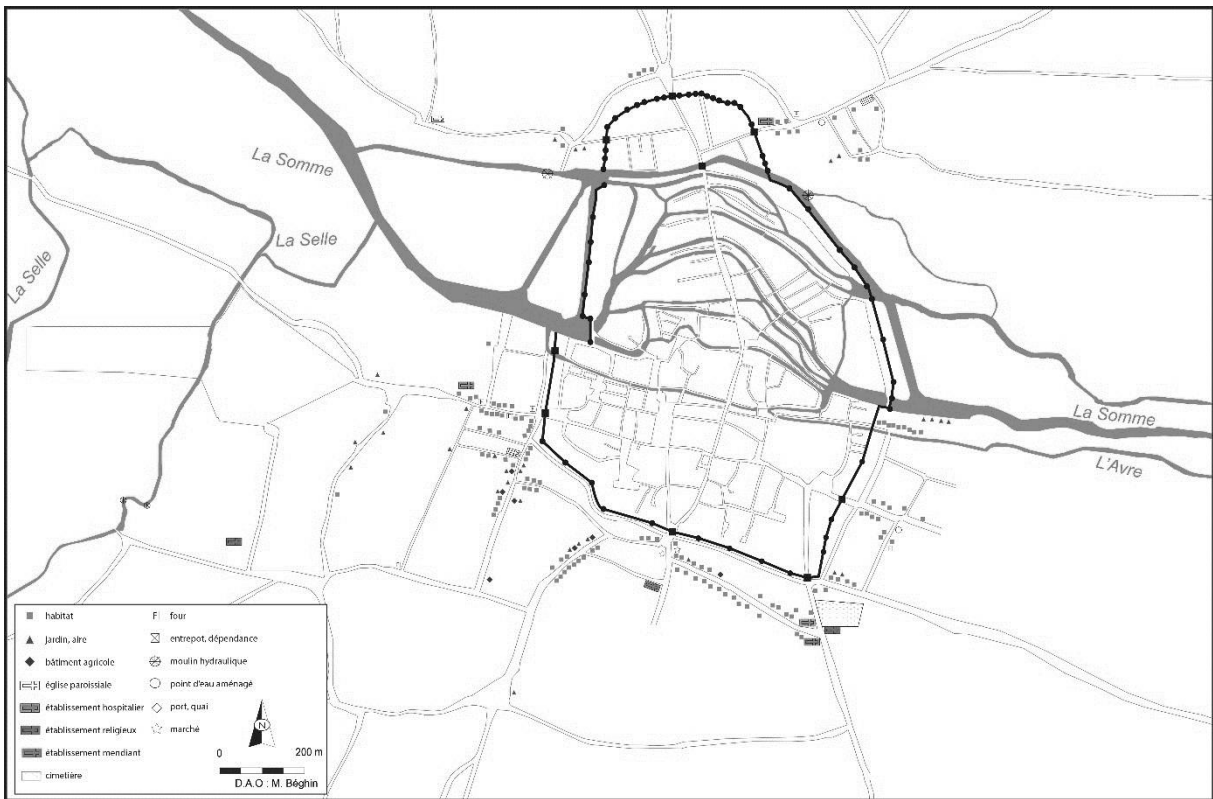 La Somme
La Selle
La Selle
La Somme
L'Avre
habitat
Jardin, aire
bâtiment agricole
église paroissiale
établissement hospitalier
établissement religieux
établissement mendiant
cimetière
F four
entrepot, dépendance
moulin hydraulique
point d'eau aménagé
port, quai
marché
N
0 200 m
D.A.O : M. Béghin